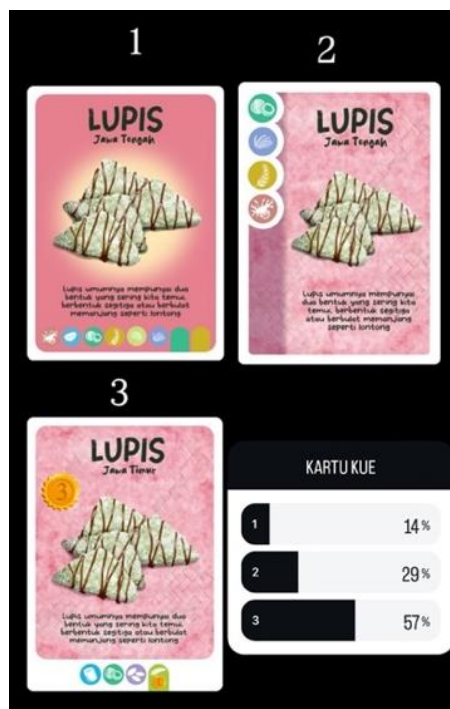 1
LUPIS
Jawa Tengah
Lupis umumnya mempunyai dua
bentuk yang sering kita temui,
berbentuk segitiga atau berbulat
memanjang seperti lontong
2
LUPIS
Jawa Tengah
Lupis umumnya mempunyai dua
bentuk yang sering kita
temui, berbentuk segitiga
atau berbulat memanjang
seperti lontong
3
LUPIS
Jawa Timur
3
Lupis umumnya mempunyai dua
bentuk yang sering kita temui,
berbentuk segitiga atau berbulat
memanjang seperti lontong
KARTU KUE
1 14%
2 29%
3 57%